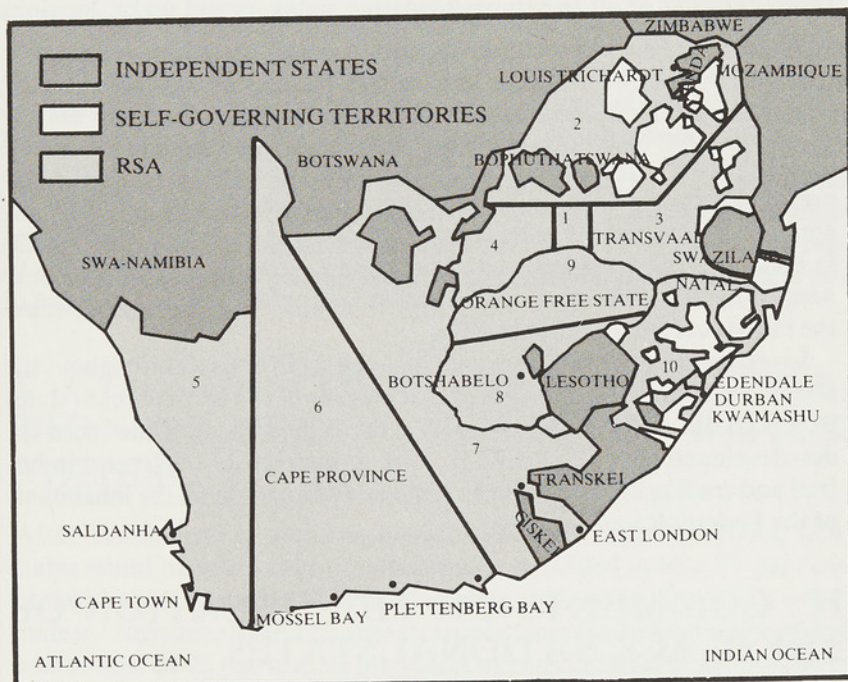 ZIMBABWE
INDEPENDENT STATES
LOUIS TRICHARDT
MOZAMBIQUE
SELF-GOVERNING TERRITORIES
2
BOTSWANA
BOPHUTHATSWANA
RSA
1
3
4
TRANSVAAL
SWAZILAND
SWA-NAMIBIA
9
NATAL
ORANGE FREE STATE
10
5
BOTSHABELO
LESOTHO
EDENDALE
8
DURBAN
6
KWAMASHU
7
CAPE PROVINCE
TRANSKEI
CISKEI
SALDANHA
EAST LONDON
CAPE TOWN
MOSSEL BAY
PLETTENBERG BAY
ATLANTIC OCEAN
INDIAN OCEAN